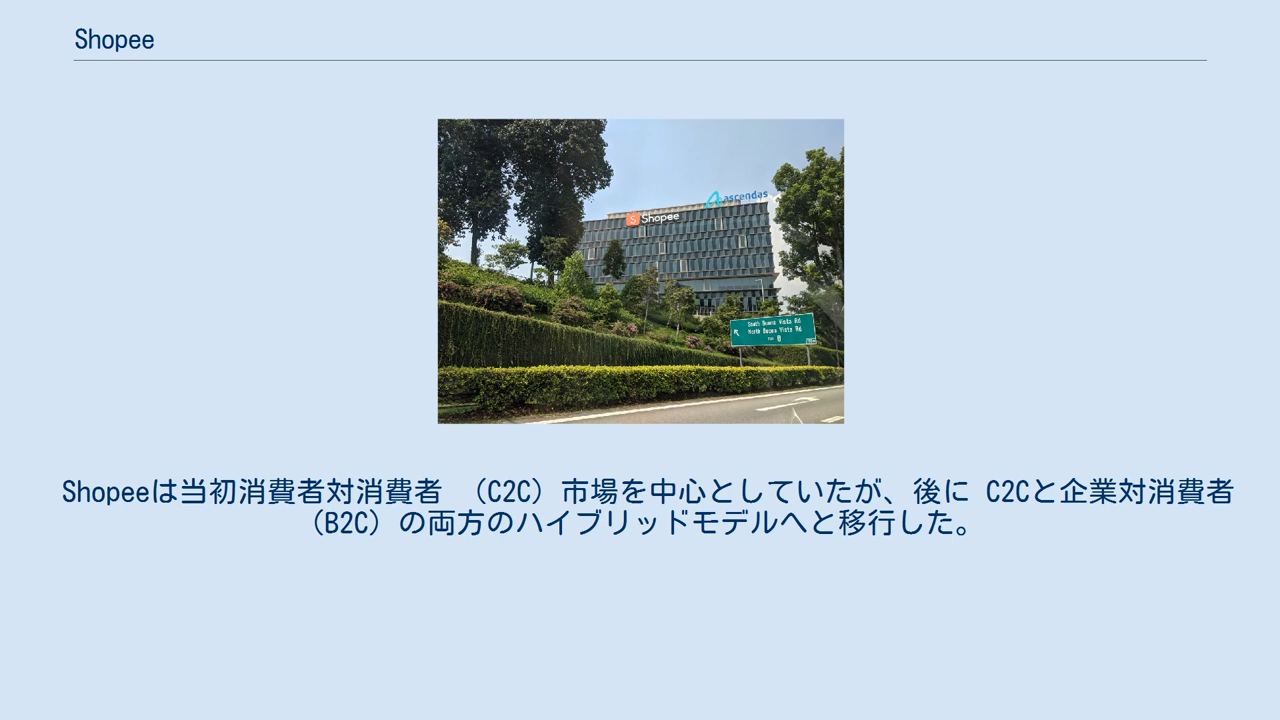 Shopee
ascendas
Shopee
South Buona Vista Rd
North Buona Vista Rd
Shopeeは当初消費者対消費者 （C2C）市場を中心としていたが、後に C2Cと企業対消費者
（B2C）の両方のハイブリッドモデルへと移行した。